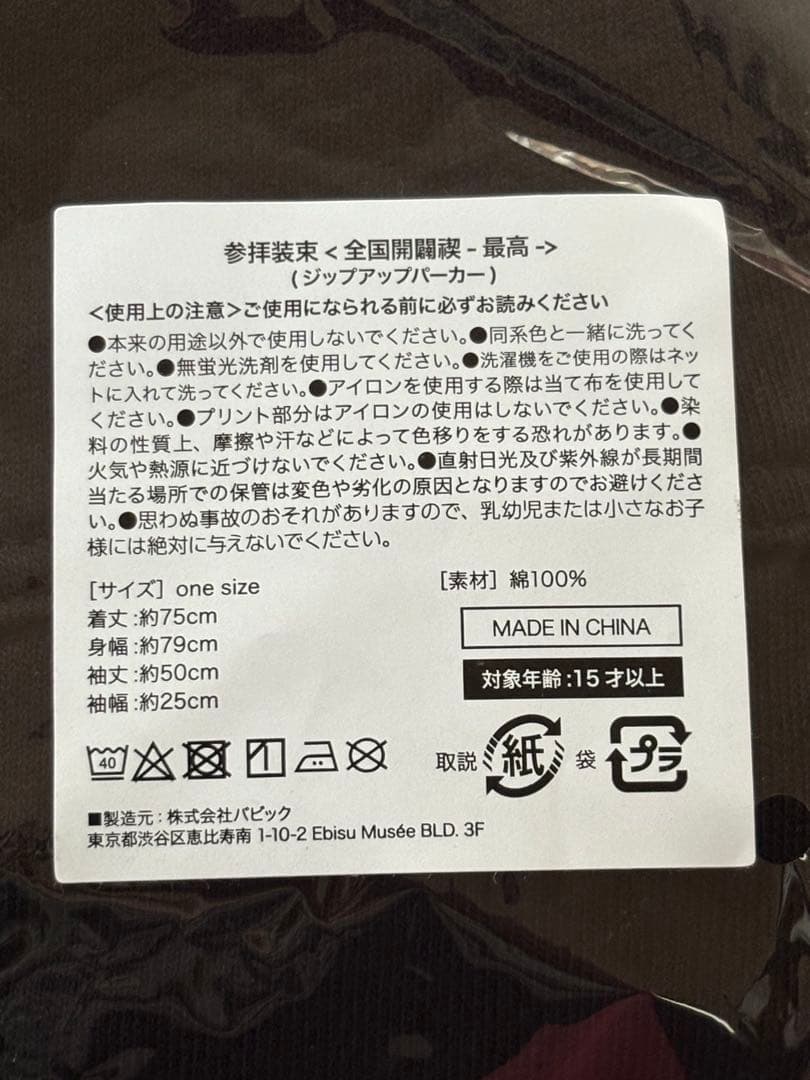 参拝装束 < 全国開闢禊 - 最高 ->
( ジップアップパーカー )
<使用上の注意>ご使用になられる前に必ずお読みください
●本来の用途以外で使用しないでください。●同系色と一緒に洗ってく
ださい。●無蛍光洗剤を使用してください。●洗濯機をご使用の際はネッ
トに入れて洗ってください。●アイロンを使用する際は当て布を使用して
ください。●プリント部分はアイロンの使用はしないでください。●染
料の性質上、摩擦や汗などによって色移りをする恐れがあります。●
火気や熱源に近づけないでください。●直射日光及び紫外線が長期間
当たる場所での保管は変色や劣化の原因となりますのでお避けくださ
い。●思わぬ事故のおそれがありますので、乳幼児または小さなお子
様には絶対に与えないでください。
[サイズ] one size
着丈 :約75cm
身幅 :約79cm
袖丈 :約50cm
袖幅 :約25cm
[素材] 綿100%
MADE IN CHINA
対象年齢 :15 才以上
40
取説 紙 袋 プラ
■製造元 : 株式会社バビック
東京都渋谷区恵比寿南 1-10-2 Ebisu Musée BLD. 3F